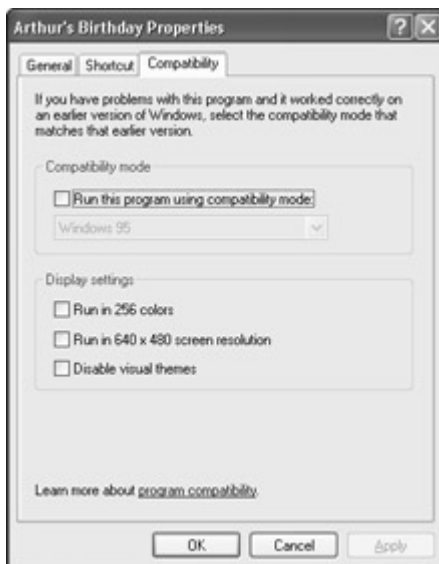 Arthur's Birthday Properties
General Shortcut Compatibility
If you have problems with this program and it worked correctly on
an earlier version of Windows, select the compatibility mode that
matches that earlier version.
Compatibility mode
Run this program using compatibility mode:
Windows 95
Display settings
Run in 256 colors
Run in 640 x 480 screen resolution
Disable visual themes
Learn more about program compatibility.
OK Cancel Apply